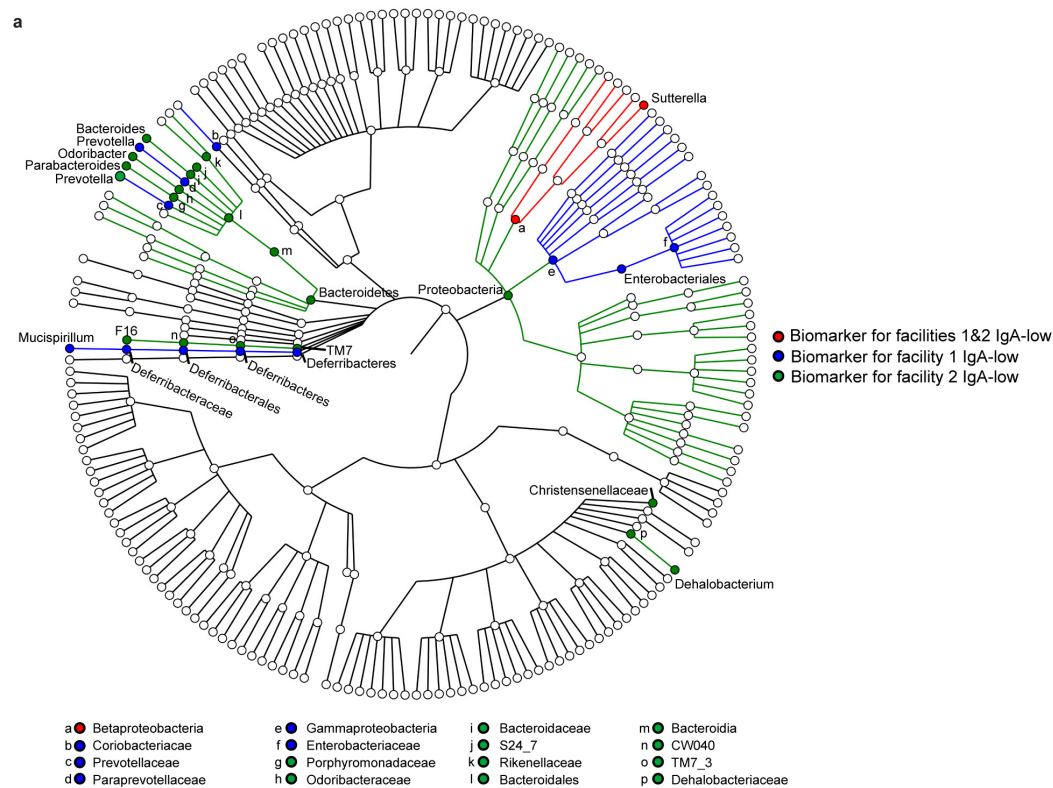 a
Sutterella
b
Bacteroides
Prevotella
Odoribacter
Parabacteroides
Prevotella
k
j
i
d
h
c
g
l
a
m
f
e
Enterobacteriales
Proteobacteria
Bacteroidetes
Mucispirillum
F16
n
o
TM7
Deferribacteres
Deferribacteres
Deferribacterales
Deferribacteraceae
Biomarker for facilities 1&2 IgA-low
Biomarker for facility 1 IgA-low
Biomarker for facility 2 IgA-low
Christensenellaceae
p
Dehalobacterium
a Betaproteobacteria
b Coriobacteriacae
c Prevotellaceae
d Paraprevotellaceae
e Gammaproteobacteria
f Enterobacteriaceae
g Porphyromonadaceae
h Odoribacteraceae
i Bacteroidaceae
j S24_7
k Rikenellaceae
l Bacteroidales
m Bacteroidia
n CW040
o TM7_3
p Dehalobacteriaceae